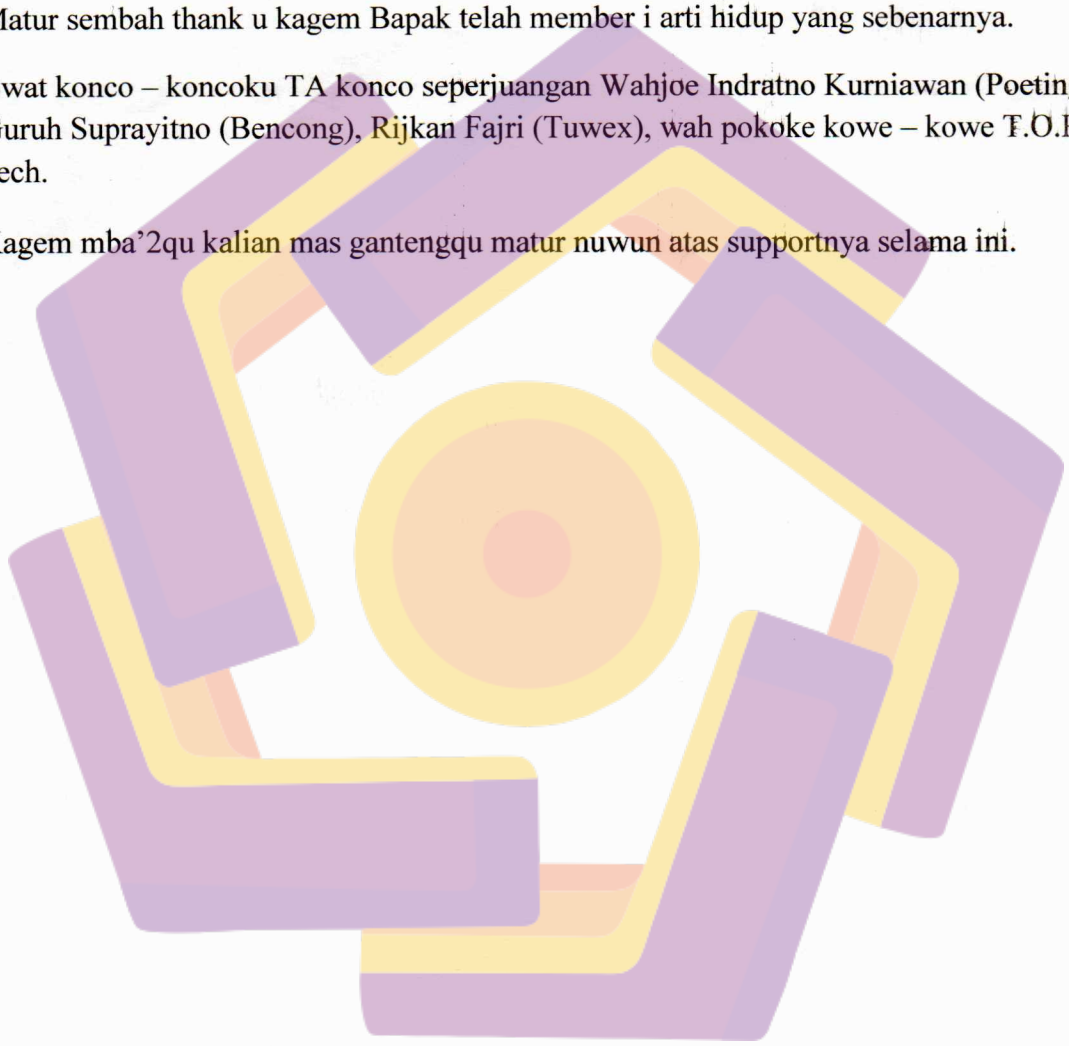 Matur sembah thank u kagem Bapak telah member i arti hidup yang sebenarnya.
wat konco – koncoku TA konco seperjuangan Wahjoe Indratno Kurniawan (Poetin
Guruh Suprayitno (Bencong), Rijkan Fajri (Tuwex), wah pokoke kowe – kowe T.O.P
ech.
Kagem mba’2qu kalian mas gantengqu matur nuwun atas supportnya selama ini.